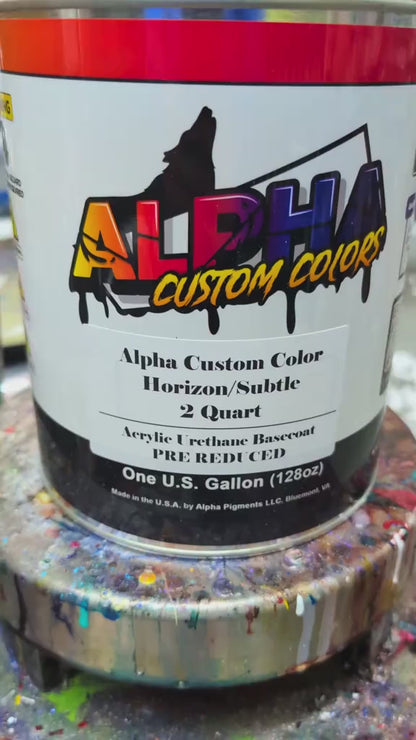 ALPHA
CUSTOM COLORS
Alpha Custom Color
Horizon/Subtle
2 Quart
Acrylic Urethane Basecoat
PRE REDUCED
One U.S. Gallon (128oz)
Made in the U.S.A. by Alpha Pigments LLC. Bluemont, VA.